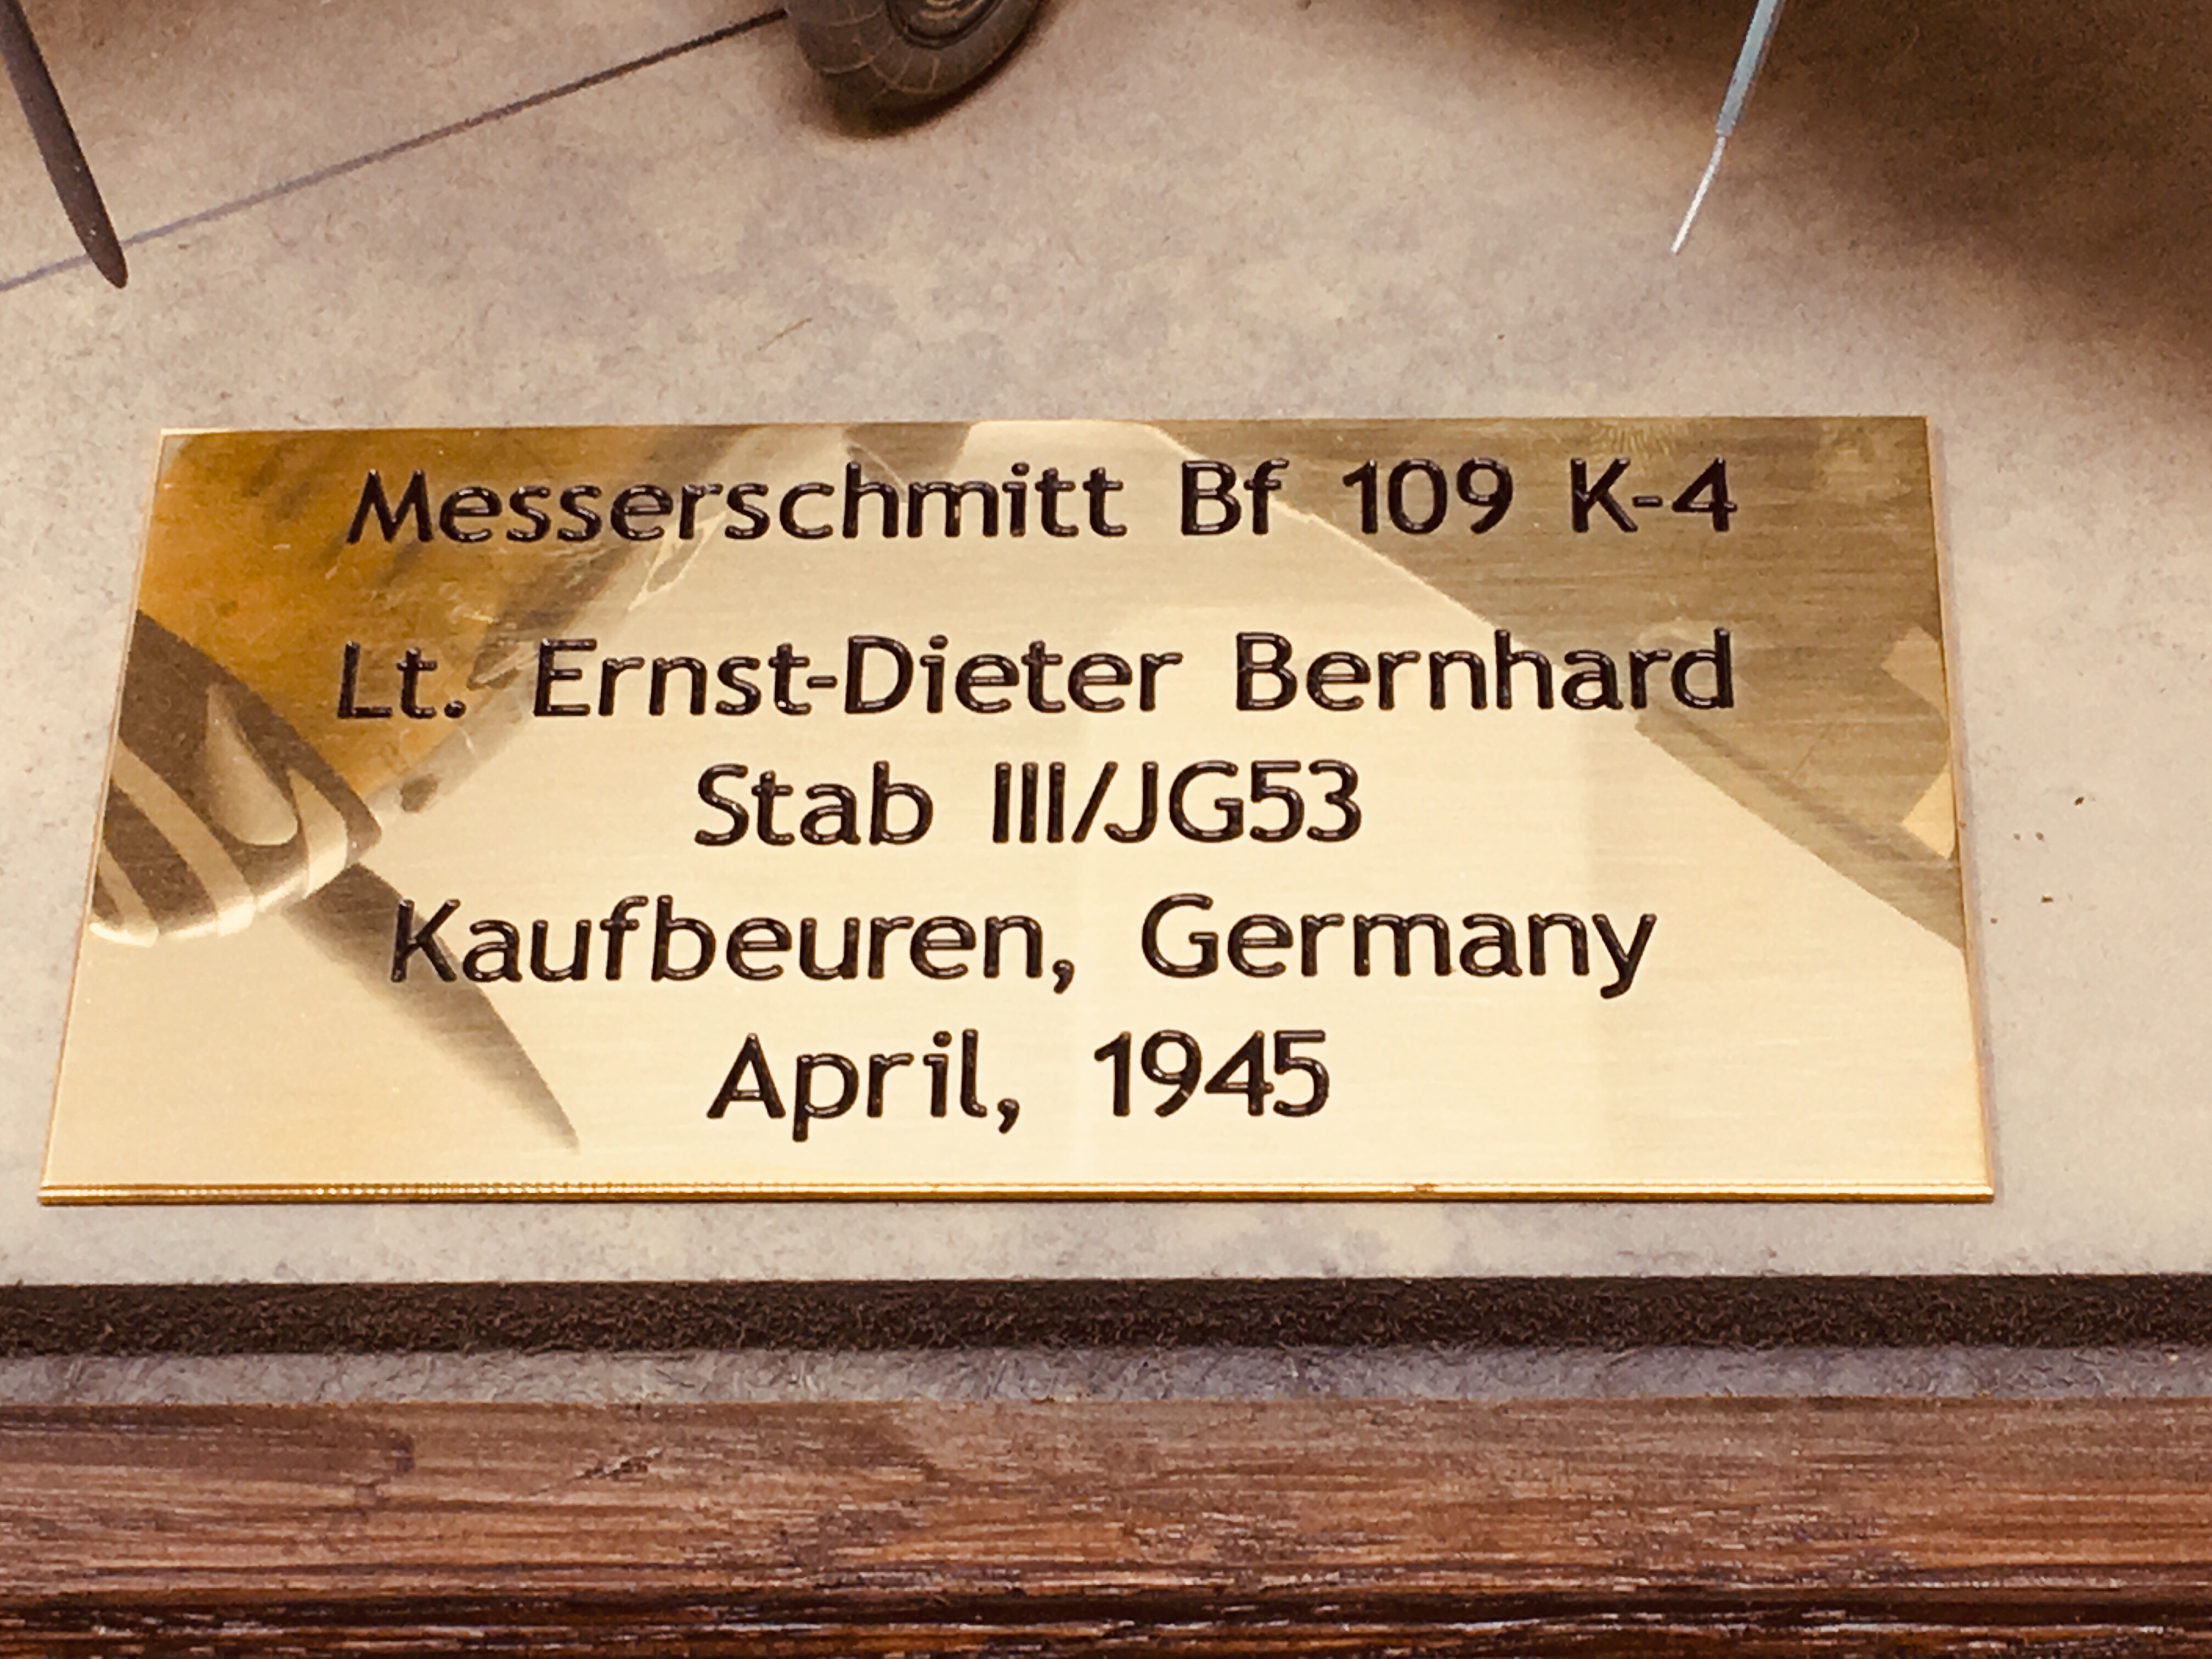 Messerschmitt Bf 109 K-4
Lt. Ernst-Dieter Bernhard
Stab III/JG53
Kaufbeuren, Germany
April, 1945